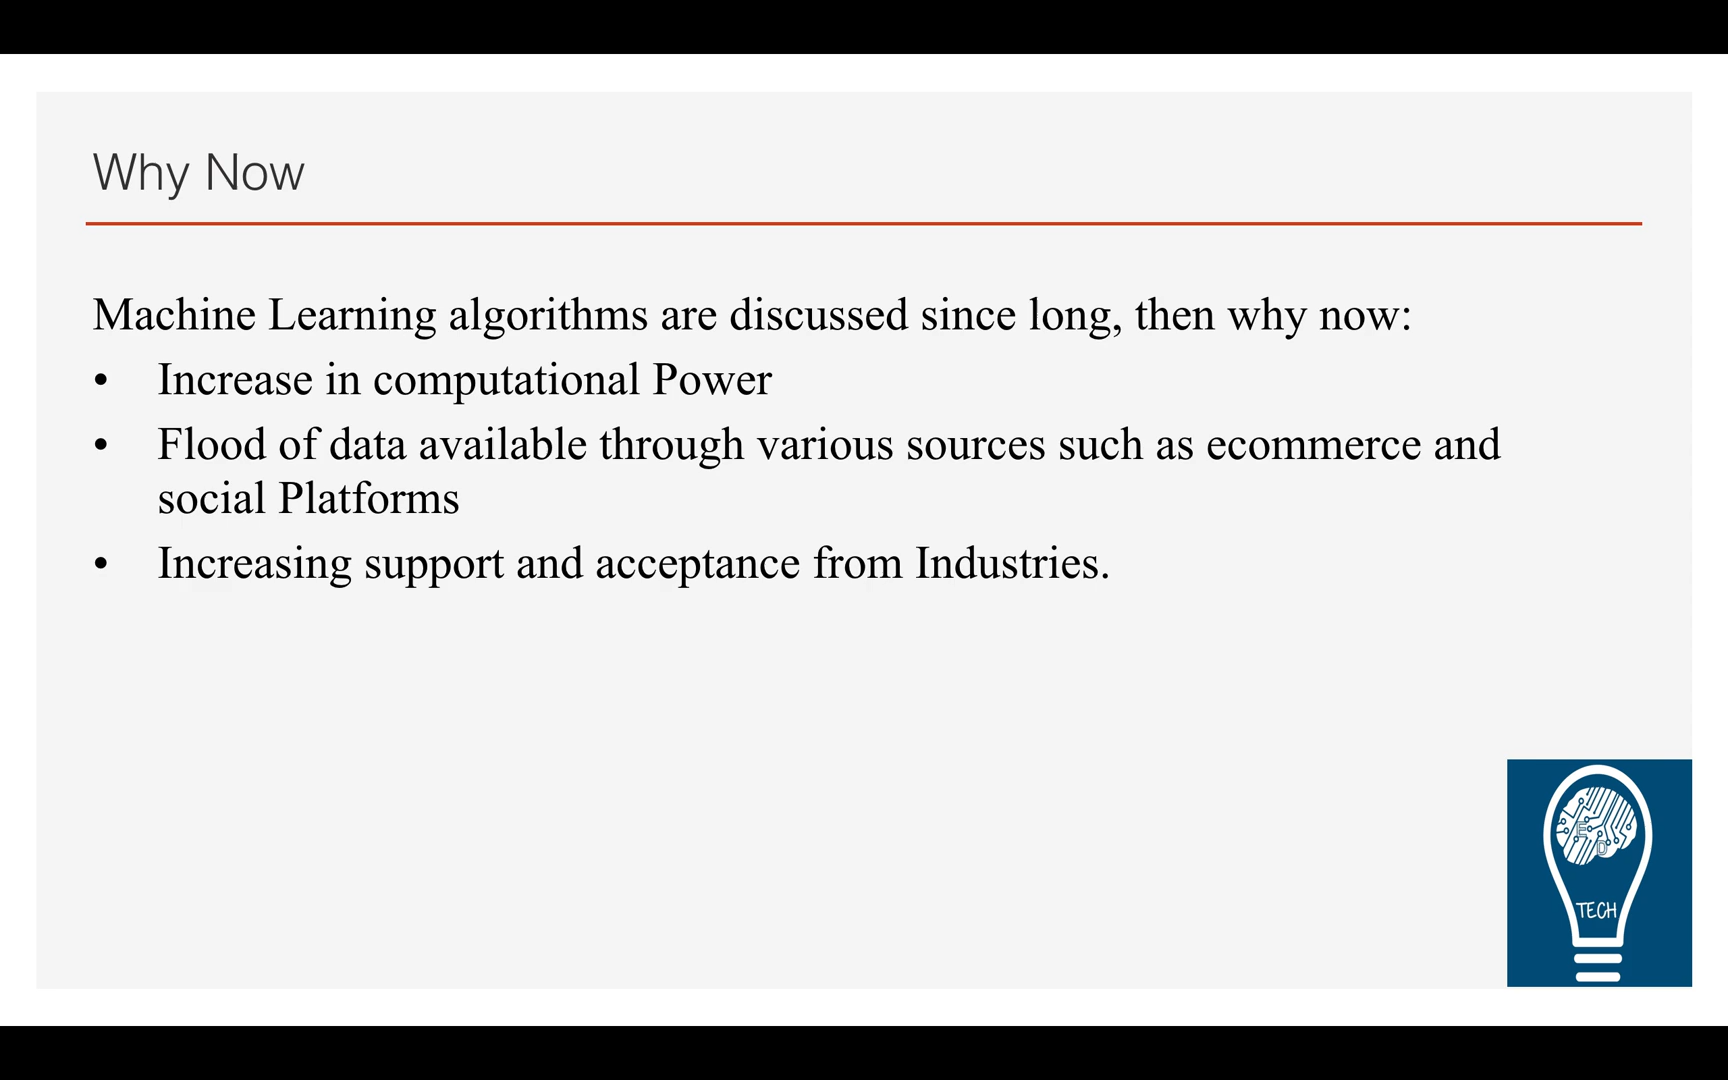 Why Now
Machine Learning algorithms are discussed since long, then why now:
• Increase in computational Power
• Flood of data available through various sources such as ecommerce and
social Platforms
• Increasing support and acceptance from Industries.
E
D
TECH